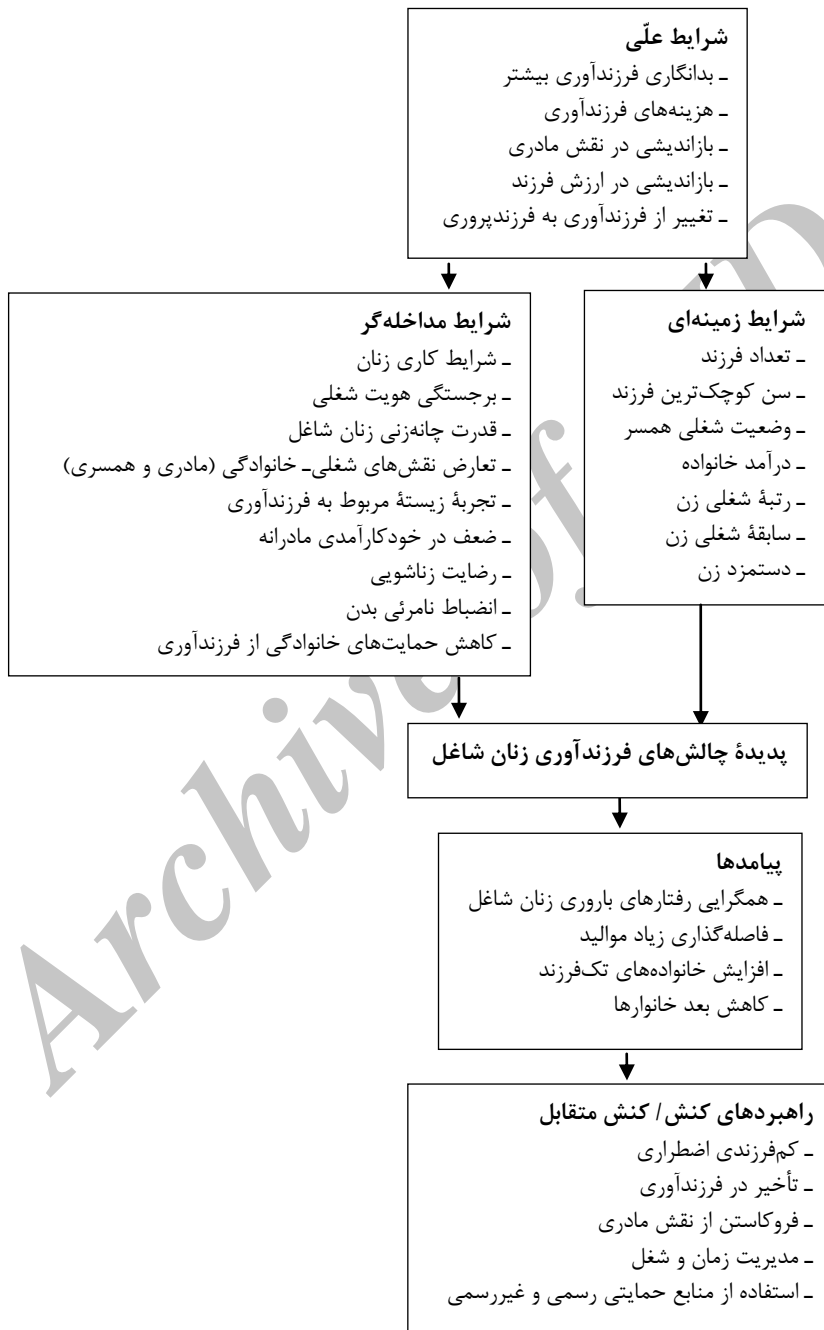 شرایط علّی
ـ بدانگاری فرزندآوری بیشتر
ـ هزینه‌های فرزندآوری
ـ بازاندیشی در نقش مادری
ـ بازاندیشی در ارزش فرزند
ـ تغییر از فرزندآوری به فرزندپروری
شرایط زمینه‌ای
ـ تعداد فرزند
ـ سن کوچک‌ترین فرزند
ـ وضعیت شغلی همسر
ـ درآمد خانواده
ـ رتبهٔ شغلی زن
ـ سابقهٔ شغلی زن
ـ دستمزد زن
شرایط مداخله‌گر
ـ شرایط کاری زنان
ـ برجستگی هویت شغلی
ـ قدرت چانه‌زنی زنان شاغل
ـ تعارض نقش‌های شغلی‌ـ خانوادگی (مادری و همسری)
ـ تجربهٔ زیستهٔ مربوط به فرزندآوری
ـ ضعف در خودکارآمدی مادرانه
ـ رضایت زناشویی
ـ انضباط نامرئی بدن
ـ کاهش حمایت‌های خانوادگی از فرزندآوری
پدیدهٔ چالش‌های فرزندآوری زنان شاغل
پیامدها
ـ همگرایی رفتارهای باروری زنان شاغل
ـ فاصله‌گذاری زیاد موالید
ـ افزایش خانواده‌های تک‌فرزند
ـ کاهش بعد خانوارها
راهبردهای کنش/ کنش متقابل
ـ کم‌فرزندی اضطراری
ـ تأخیر در فرزندآوری
ـ فروکاستن از نقش مادری
ـ مدیریت زمان و شغل
ـ استفاده از منابع حمایتی رسمی و غیررسمی
Archive of